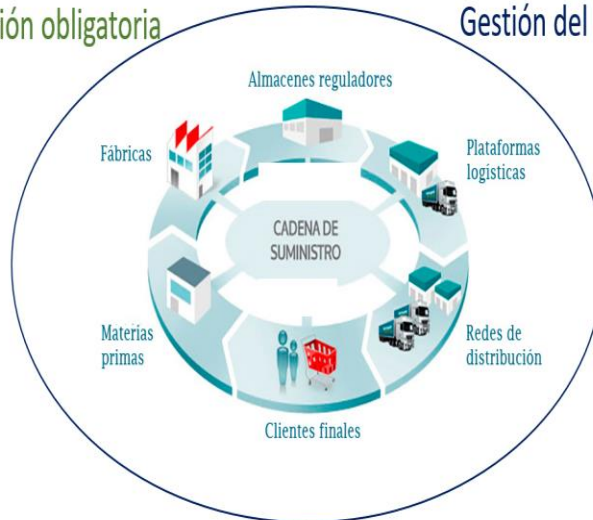 ión obligatoria
Gestión del
Almacenes reguladores
Fábricas
Plataformas
logísticas
CADENA DE
SUMINISTRO
Materias
primas
Redes de
distribución
Clientes finales